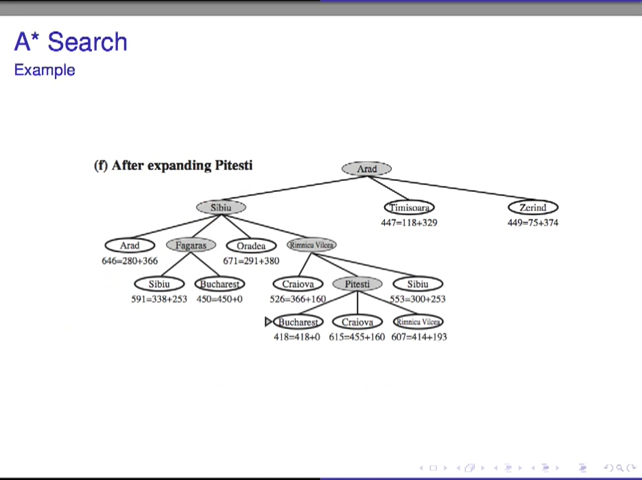 A* Search
Example
(f) After expanding Pitesti
Arad
Sibiu
Timisoara
Zerind
447=118+329
449=75+374
Arad
Fagaras
Oradea
Rimnicu Vilcea
646=280+366
671=291+380
Sibiu
Bucharest
Craiova
Pitesti
Sibiu
591=338+253
450=450+0
526=366+160
553=300+253
Bucharest
Craiova
Rimnicu Vilcea
418=418+0
615=455+160
607=414+193